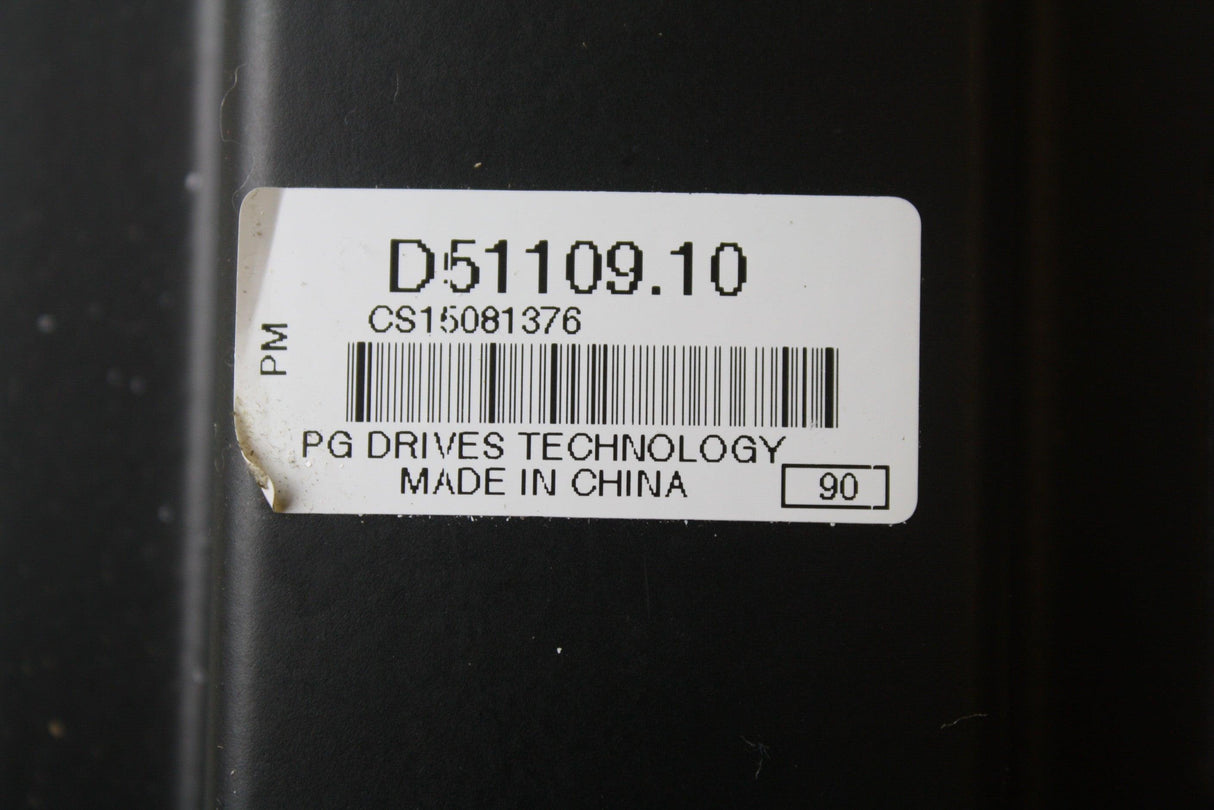 D51109.10
CS15081376
PM
PG DRIVES TECHNOLOGY
MADE IN CHINA
90